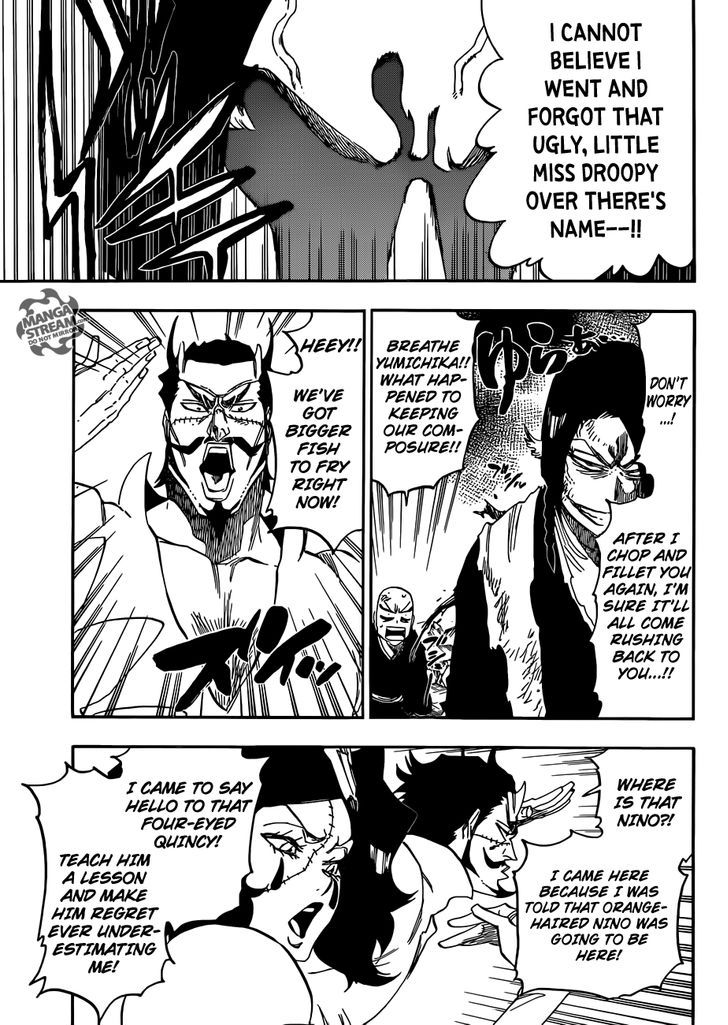 I CANNOT
BELIEVE I
WENT AND
FORGOT THAT
UGLY, LITTLE
MISS DROOPY
OVER THERE'S
NAME--!!
MANGA
STREAM
DO NOT MIRROR
DON'T
WORRY
...!
ゆらぁ…
BREATHE
YUMICHIKA!!
WHAT HAP-
PENED TO
KEEPING
OUR COM-
POSURE!!
AFTER I
CHOP AND
FILLET YOU
AGAIN, I'M
SURE IT'LL
ALL COME
RUSHING
BACK TO
YOU...!!
HEEY!!
WE'VE
GOT
BIGGER
FISH
TO FRY
RIGHT
NOW!
ズイッ
WHERE
IS THAT
NINO?!
I CAME HERE
BECAUSE I WAS
TOLD THAT ORANGE-
HAIRED NINO WAS
GOING TO BE
HERE!
I CAME TO SAY
HELLO TO THAT
FOUR-EYED
QUINCY!
TEACH HIM
A LESSON
AND MAKE
HIM REGRET
EVER UNDER-
ESTIMATING
ME!